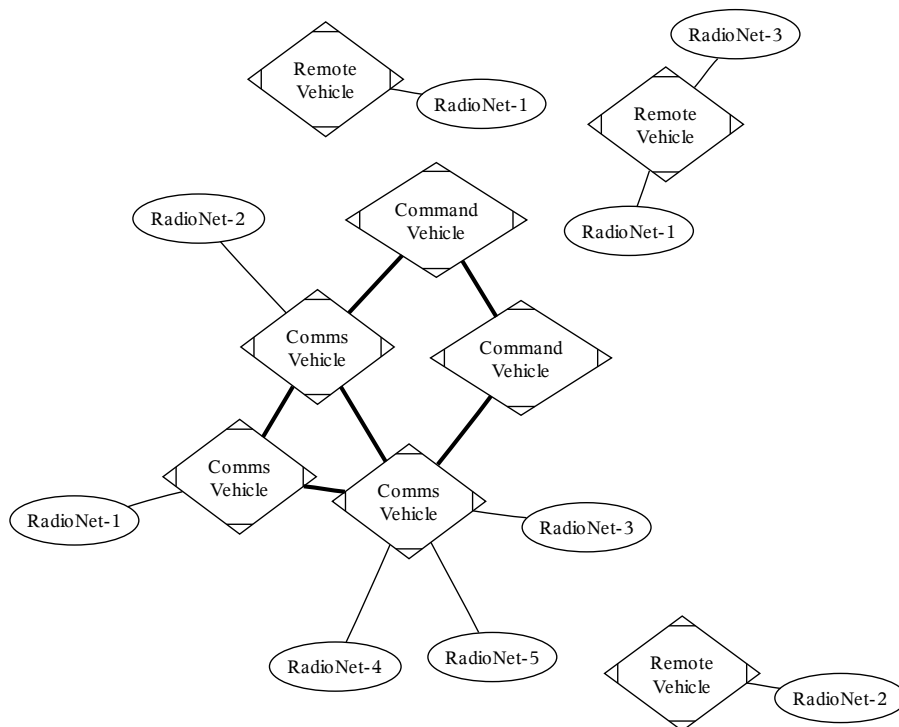 RadioNet-3
Remote
Vehicle
RadioNet-1
Remote
Vehicle
RadioNet-2
Command
Vehicle
RadioNet-1
Comms
Vehicle
Command
Vehicle
Comms
Vehicle
Comms
Vehicle
RadioNet-1
RadioNet-3
RadioNet-4
RadioNet-5
Remote
Vehicle
RadioNet-2